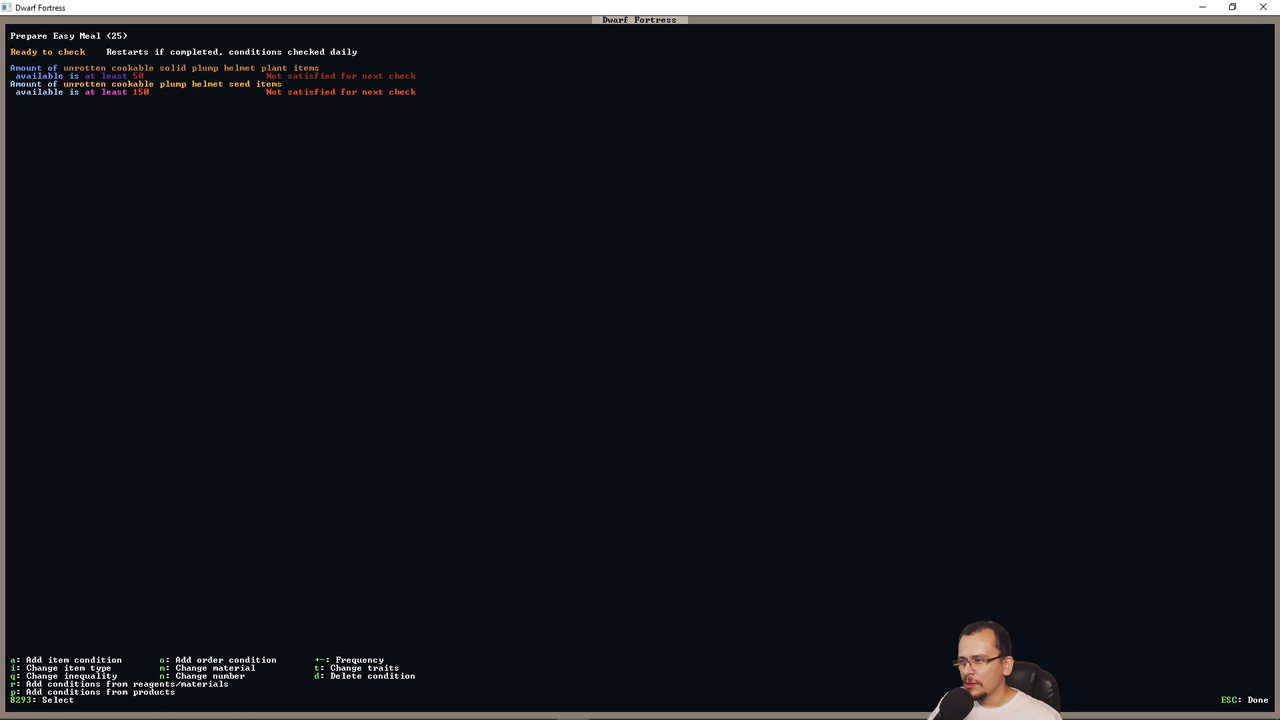 Dwarf Fortress
Dwarf Fortress
Prepare Easy Meal (25)
Ready to check Restarts if completed, conditions checked daily
Amount of unrotten cookable solid plump helmet plant items
available is at least 50 Not satisfied for next check
Amount of unrotten cookable plump helmet seed items
available is at least 150 Not satisfied for next check
a: Add item condition o: Add order condition +-: Frequency
i: Change item type m: Change material t: Change traits
q: Change inequality n: Change number d: Delete condition
r: Add conditions from reagents/materials
p: Add conditions from products
8293: Select ESC: Done